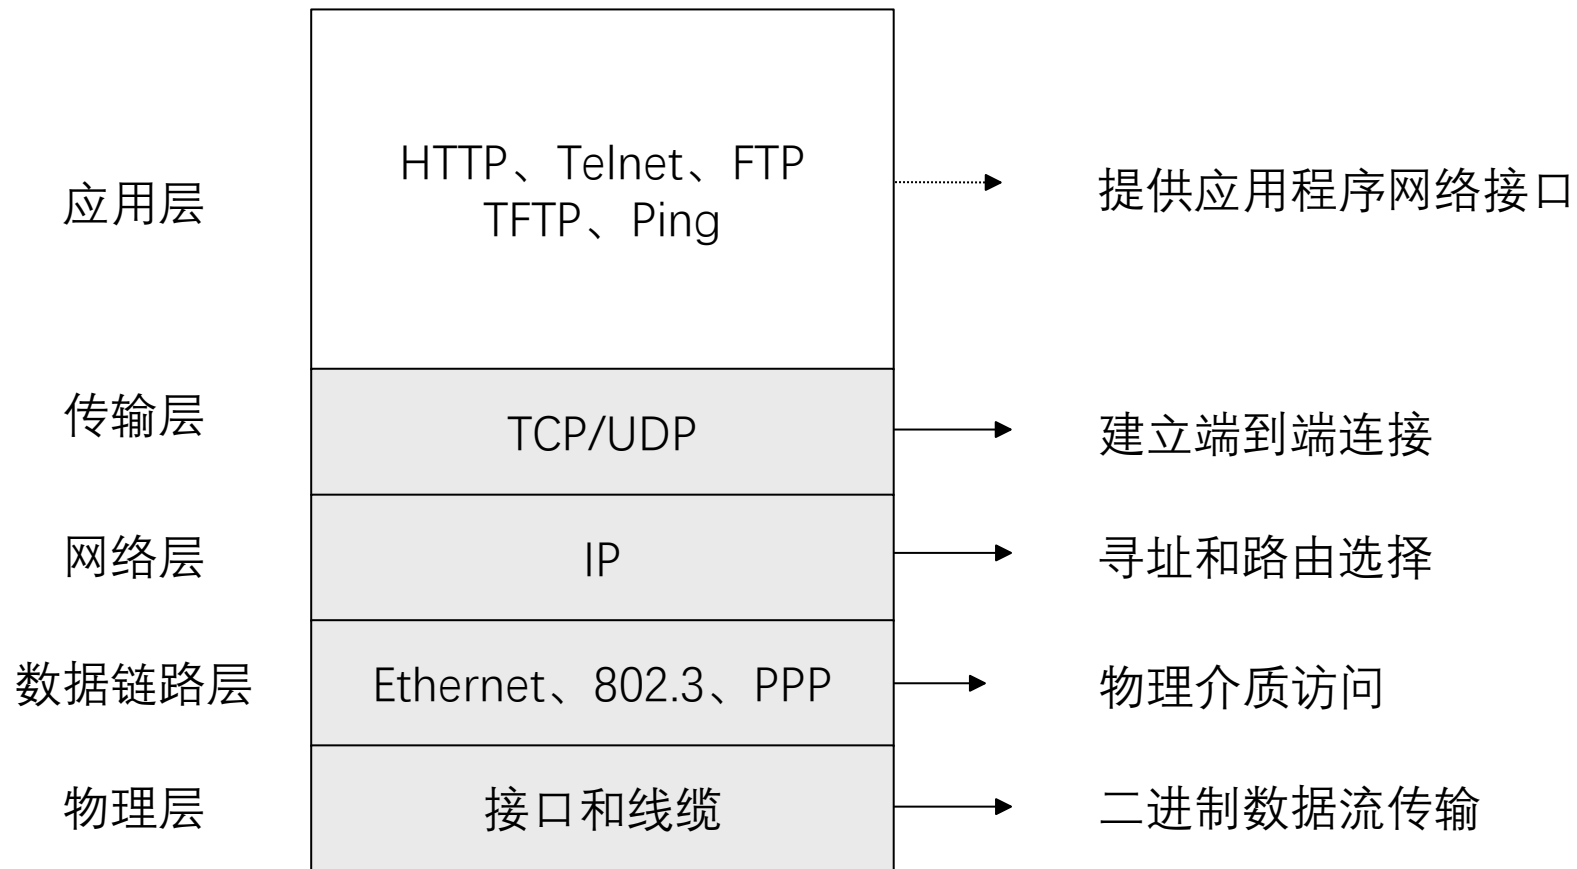 应用层
HTTP、Telnet、FTP
TFTP、Ping
提供应用程序网络接口
传输层
TCP/UDP
建立端到端连接
网络层
IP
寻址和路由选择
数据链路层
Ethernet、802.3、PPP
物理介质访问
物理层
接口和线缆
二进制数据流传输